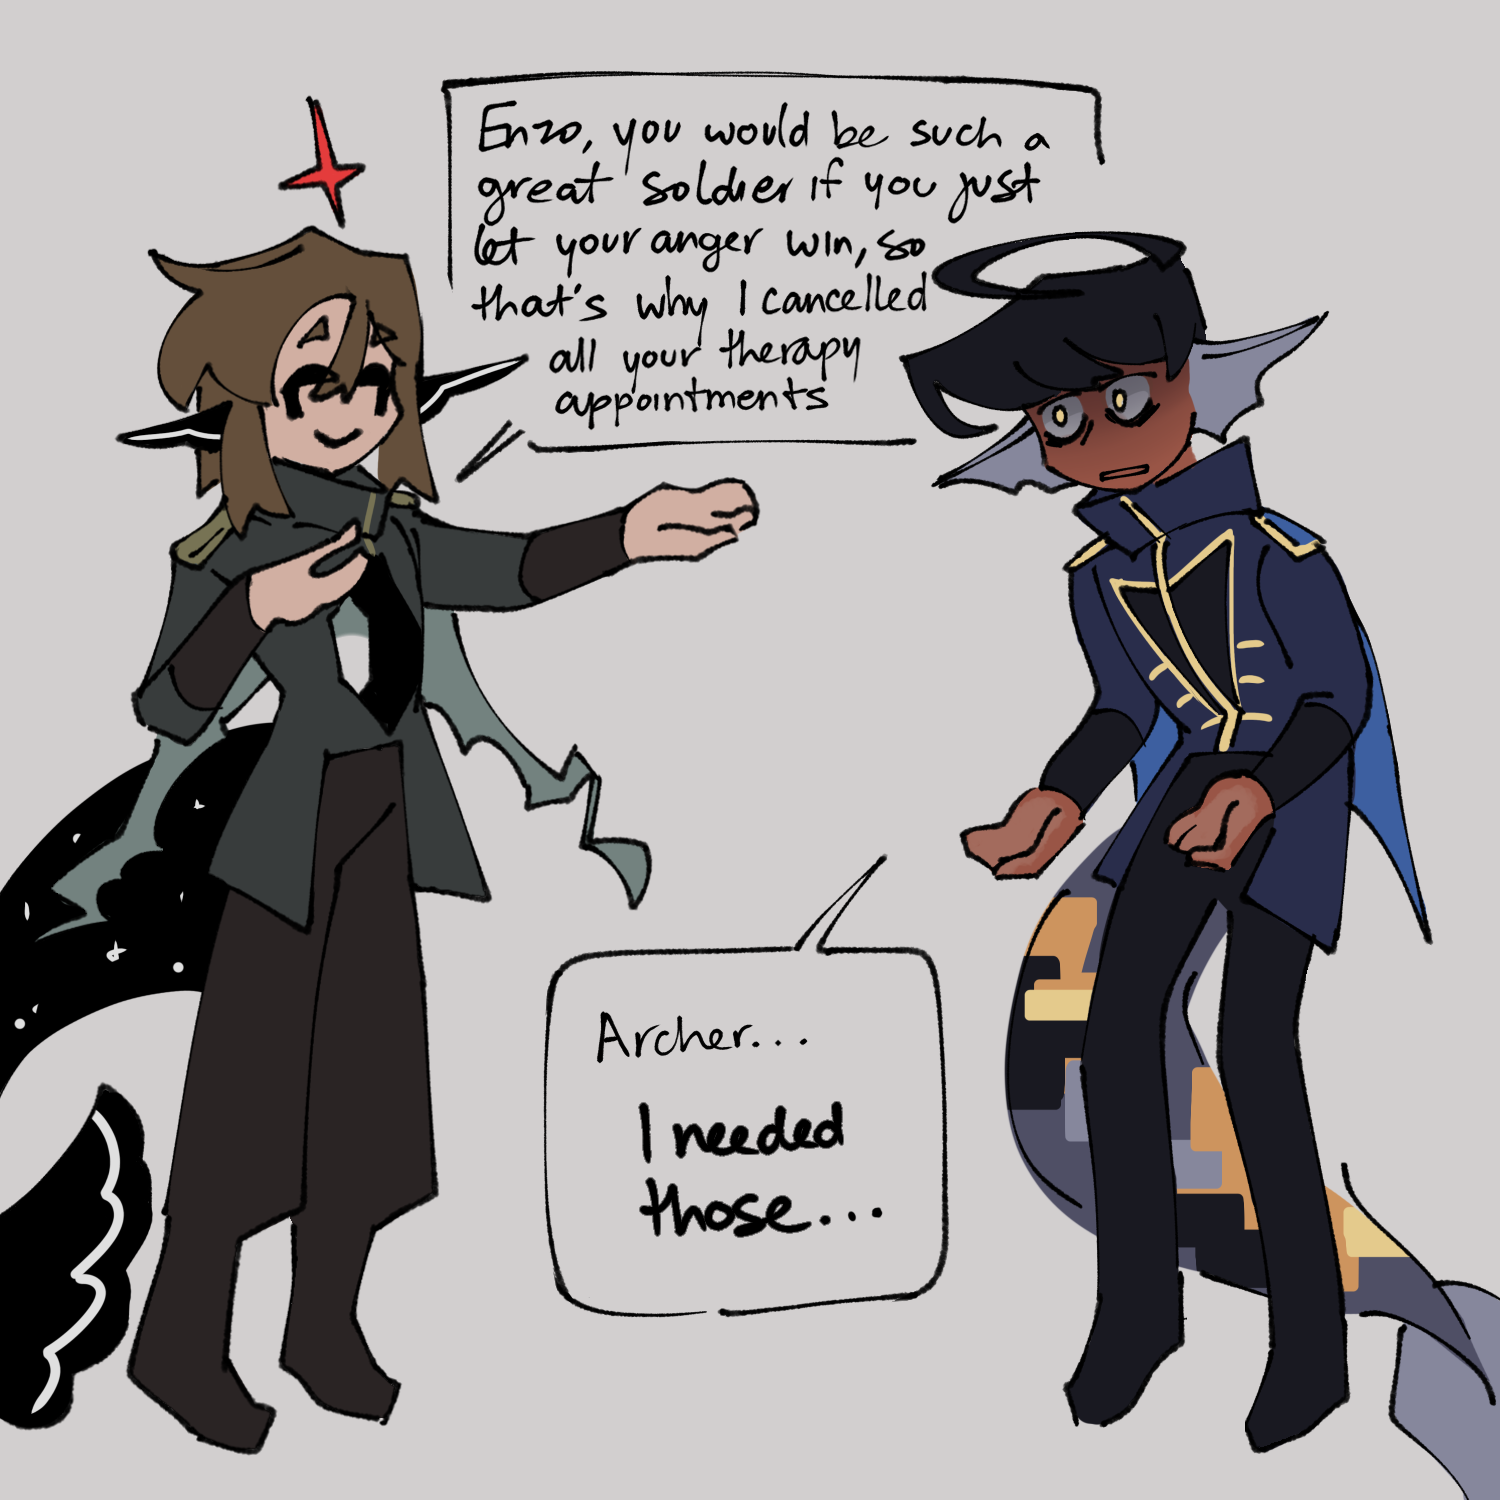 Enzo, you would be such a
great soldier if you just
let your anger win, so
that's why I cancelled
all your therapy
appointments
Archer...
I needed
those...